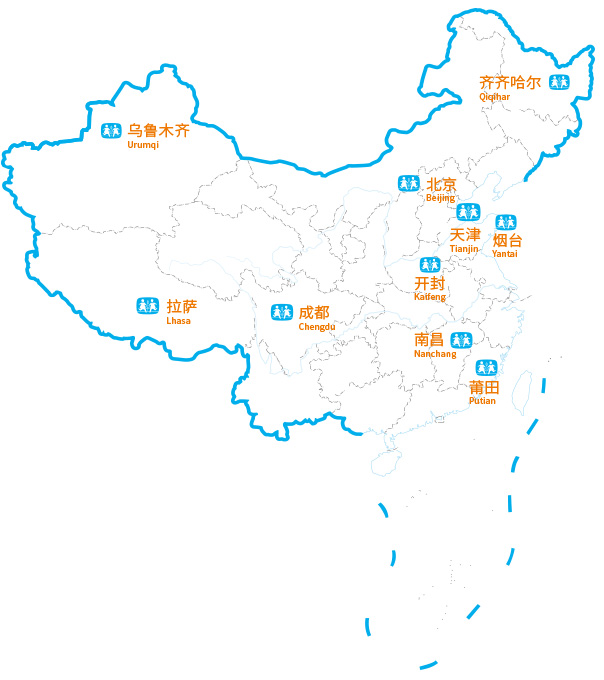 齐齐哈尔
Qiqihar
乌鲁木齐
Urumqi
北京
Beijing
天津
Tianjin
烟台
Yantai
开封
Kaifeng
拉萨
Lhasa
成都
Chengdu
南昌
Nanchang
莆田
Putian